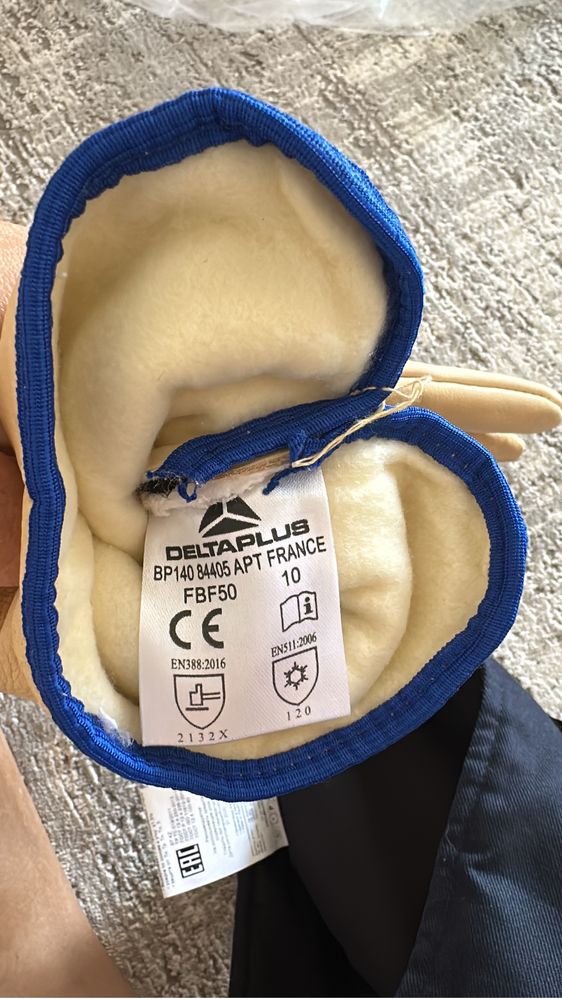 DELTAPLUS
BP140 84405 APT FRANCE
FBF50 10
CE
EN388:2016 EN511:2006
2132X 120
EAC